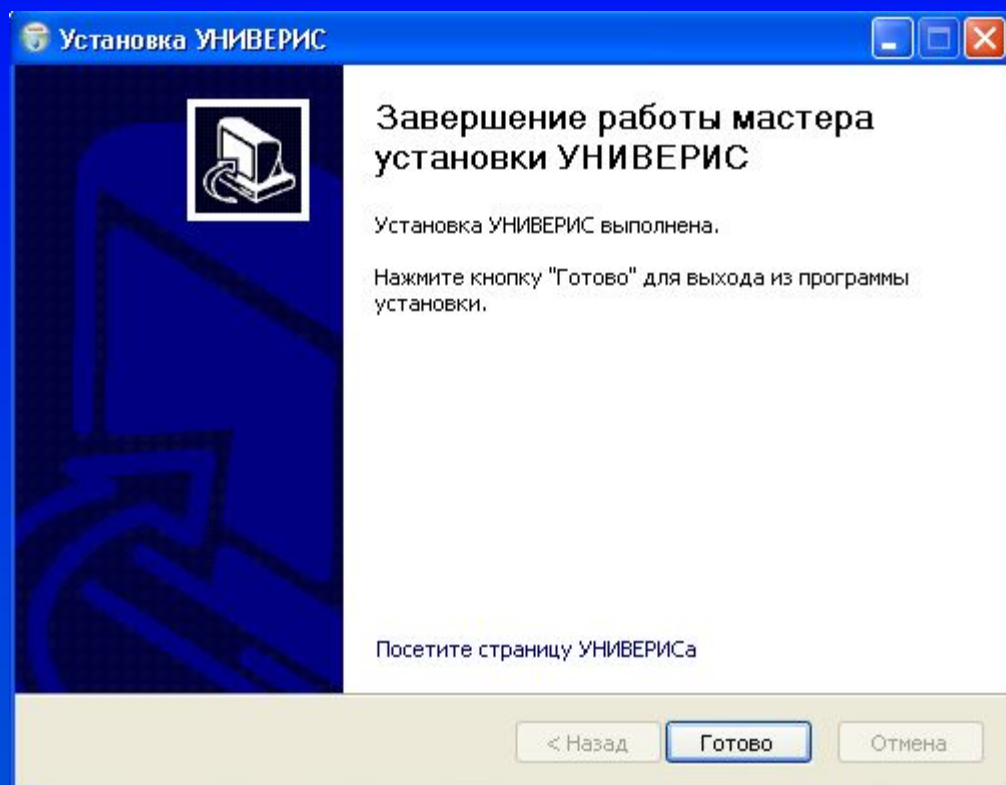 Установка УНИВЕРИС
Завершение работы мастера
установки УНИВЕРИС
Установка УНИВЕРИС выполнена.
Нажмите кнопку "Готово" для выхода из программы
установки.
Посетите страницу УНИВЕРИСа
< Назад
Готово
Отмена